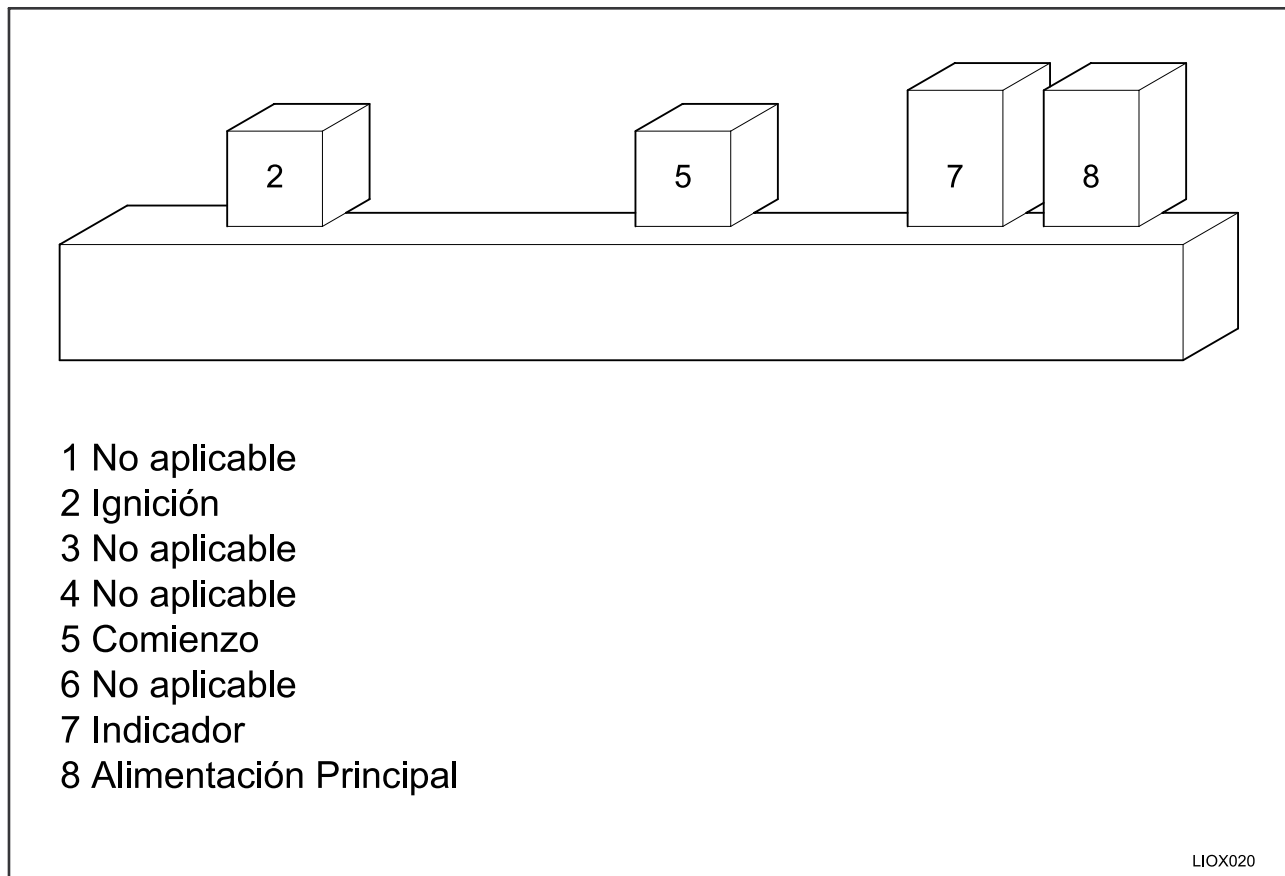 2
5
7
8
1 No aplicable
2 Ignición
3 No aplicable
4 No aplicable
5 Comienzo
6 No aplicable
7 Indicador
8 Alimentación Principal
LIOX020